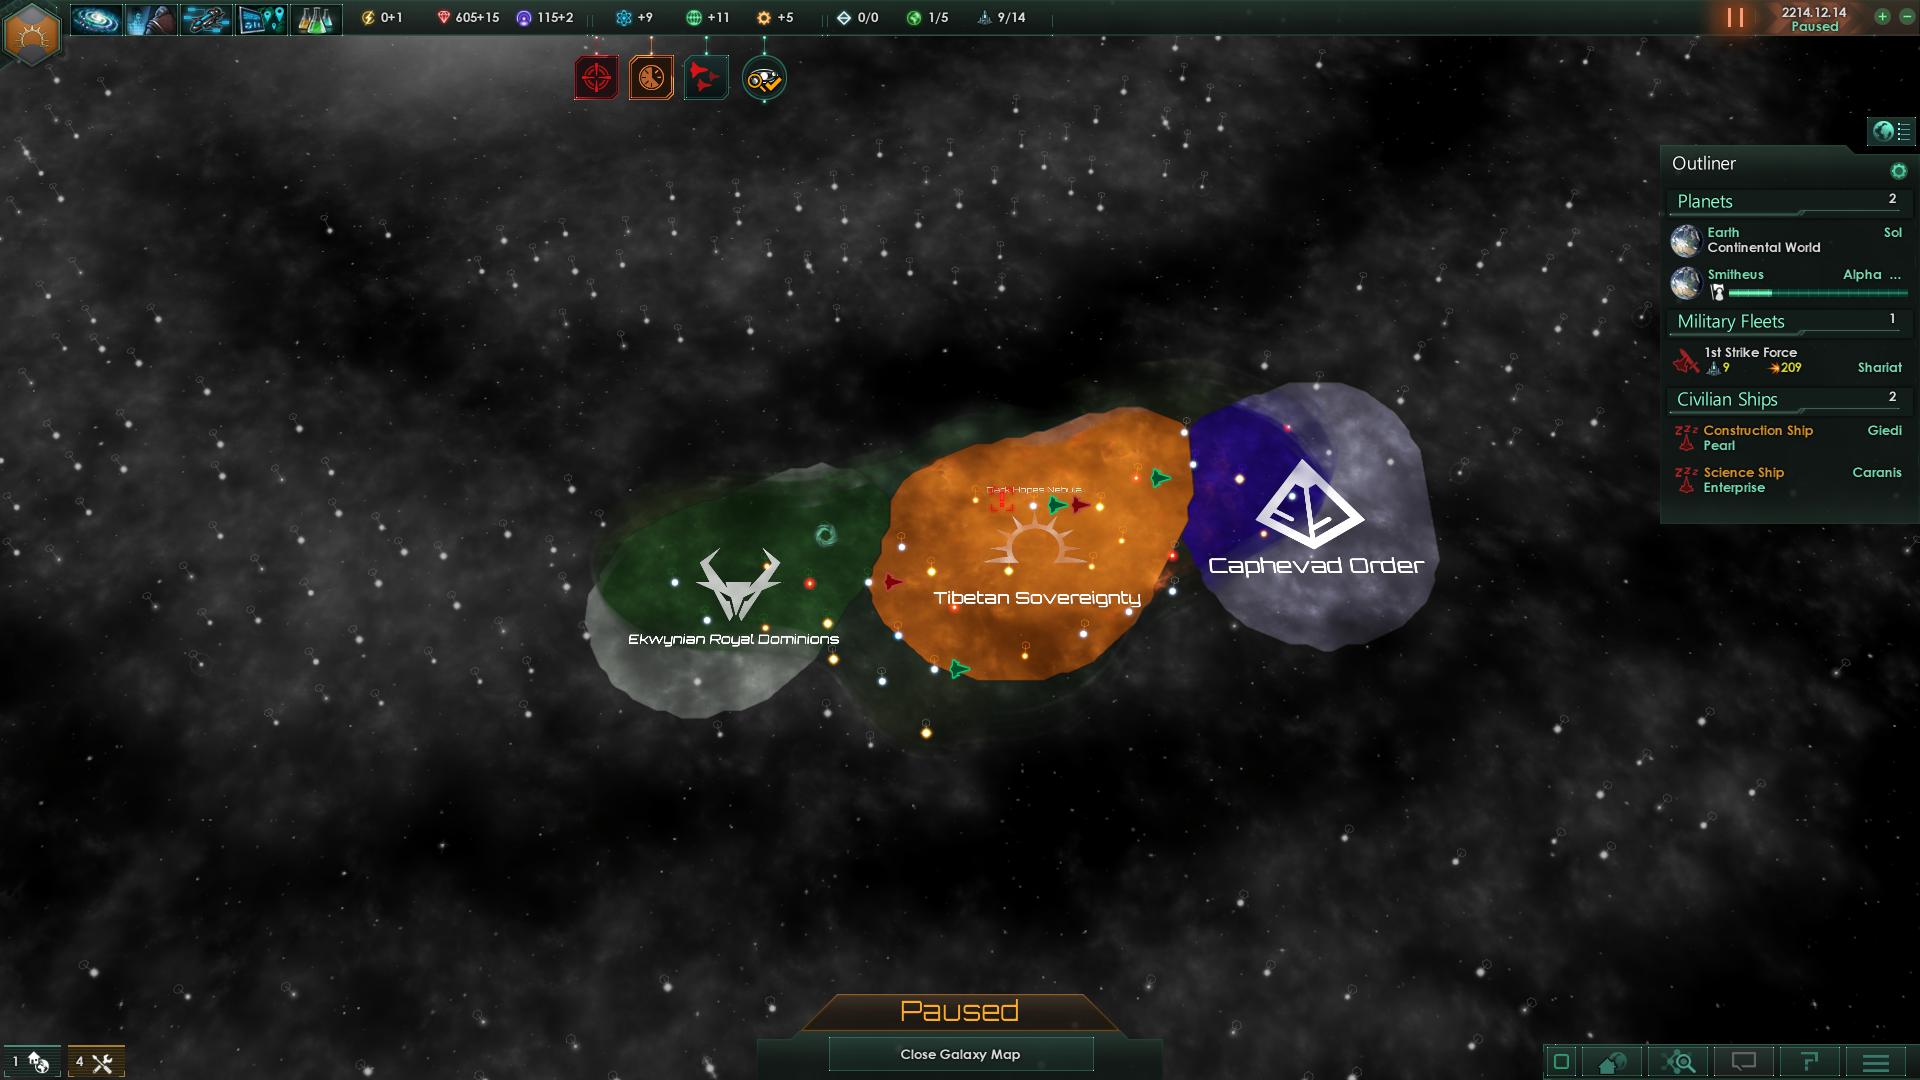 0+1
605+15
115+2
+9
+11
+5
0/0
1/5
9/14
2214.12.14
Paused
Outliner
Planets 2
Earth Sol
Continental World
Smitheus Alpha ...
Military Fleets 1
1st Strike Force
9 209 Shariat
Civilian Ships 2
zzz Construction Ship Giedi
Pearl
zzz Science Ship Caranis
Enterprise
Dark Hopes Nebula
Caphevad Order
Tibetan Sovereignty
Ekwynian Royal Dominions
Paused
Close Galaxy Map
1
4